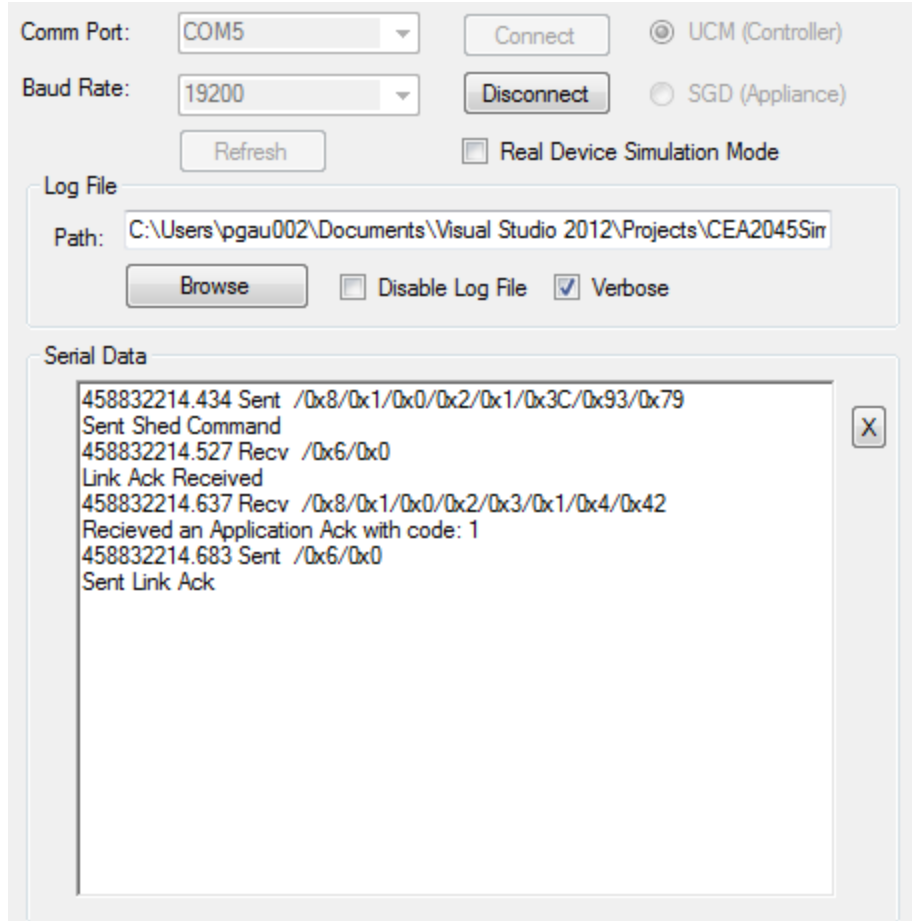 Comm Port: COM5 Connect UCM (Controller)
Baud Rate: 19200 Disconnect SGD (Appliance)
Refresh Real Device Simulation Mode
Log File
Path: C:\Users\pgau002\Documents\Visual Studio 2012\Projects\CEA2045Sim
Browse Disable Log File Verbose
Serial Data
458832214.434 Sent /0x8/0x1/0x0/0x2/0x1/0x3C/0x93/0x79
Sent Shed Command
458832214.527 Recv /0x6/0x0
Link Ack Received
458832214.637 Recv /0x8/0x1/0x0/0x2/0x3/0x1/0x4/0x42
Recieved an Application Ack with code: 1
458832214.683 Sent /0x6/0x0
Sent Link Ack
X